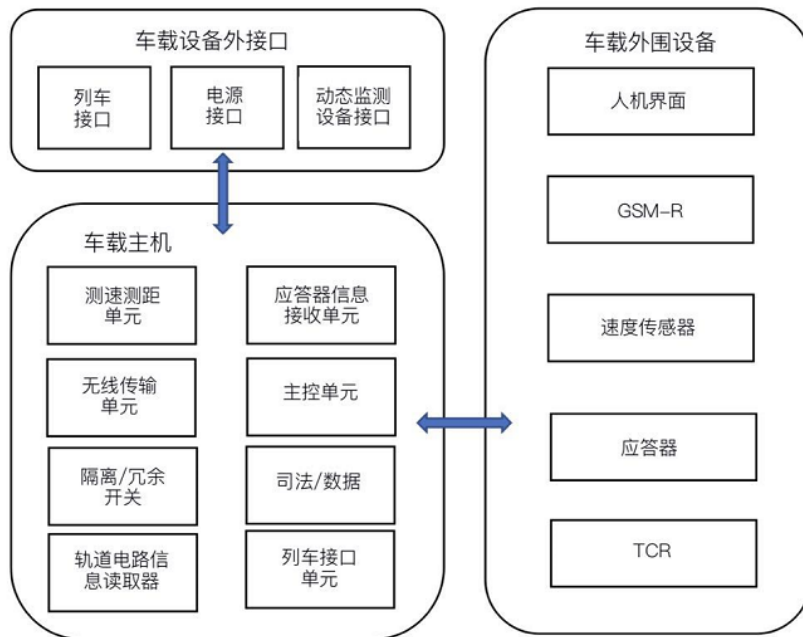 车载设备外接口
列车
接口
电源
接口
动态监测
设备接口
车载主机
测速测距
单元
应答器信息
接收单元
无线传输
单元
主控单元
隔离/冗余
开关
司法/数据
轨道电路信
息读取器
列车接口
单元
车载外围设备
人机界面
GSM-R
速度传感器
应答器
TCR